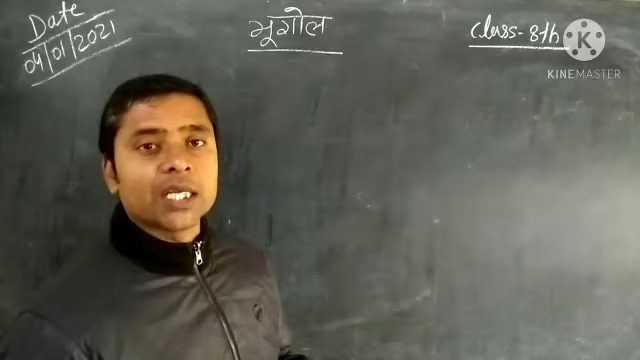 Date
04/01/2021
भूगोल
Class-8th
KINEMASTER